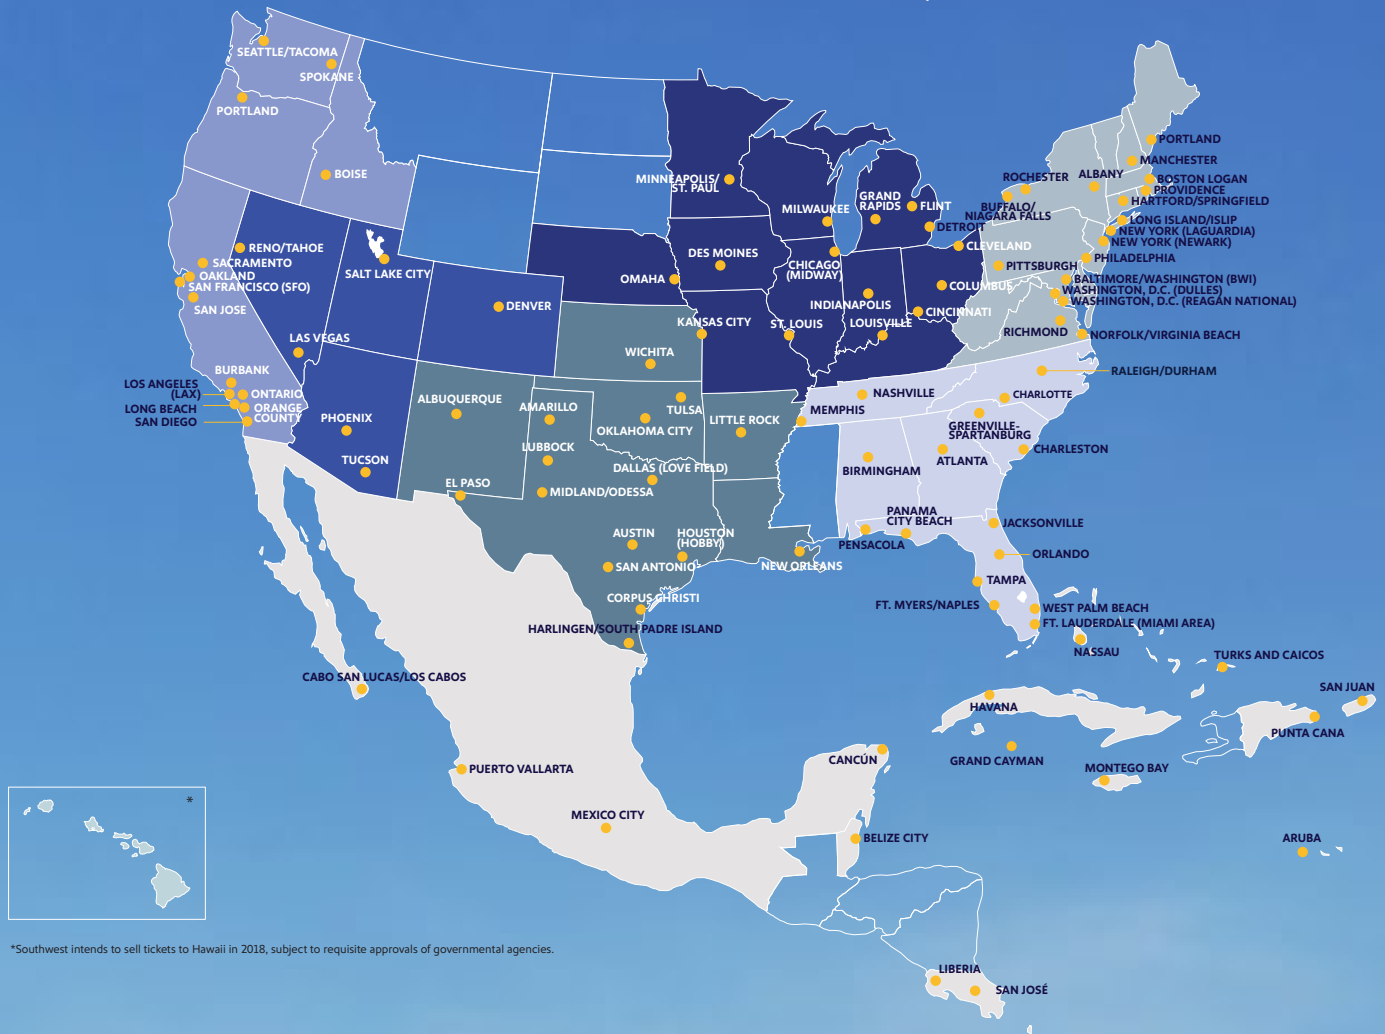 SEATTLE/TACOMA
SPOKANE
PORTLAND
BOISE
RENO/TAHOE
SACRAMENTO
OAKLAND
SAN FRANCISCO (SFO)
SAN JOSE
LAS VEGAS
BURBANK
LOS ANGELES
(LAX)
ONTARIO
LONG BEACH
ORANGE
COUNTY
SAN DIEGO
SALT LAKE CITY
DENVER
PHOENIX
TUCSON
ALBUQUERQUE
EL PASO
AMARILLO
LUBBOCK
MIDLAND/ODESSA
MINNEAPOLIS/
ST. PAUL
OMAHA
DES MOINES
KANSAS CITY
WICHITA
TULSA
OKLAHOMA CITY
LITTLE ROCK
DALLAS (LOVE FIELD)
AUSTIN
HOUSTON
(HOBBY)
SAN ANTONIO
CORPUS CHRISTI
HARLINGEN/SOUTH PADRE ISLAND
NEW ORLEANS
MILWAUKEE
GRAND
RAPIDS
FLINT
DETROIT
CHICAGO
(MIDWAY)
INDIANAPOLIS
ST. LOUIS
LOUISVILLE
CLEVELAND
COLUMBUS
CINCINNATI
PORTLAND
MANCHESTER
ROCHESTER
ALBANY
BOSTON LOGAN
PROVIDENCE
HARTFORD/SPRINGFIELD
BUFFALO/
NIAGARA FALLS
LONG ISLAND/ISLIP
NEW YORK (LAGUARDIA)
NEW YORK (NEWARK)
PHILADELPHIA
PITTSBURGH
BALTIMORE/WASHINGTON (BWI)
WASHINGTON, D.C. (DULLES)
WASHINGTON, D.C. (REAGAN NATIONAL)
RICHMOND
NORFOLK/VIRGINIA BEACH
RALEIGH/DURHAM
NASHVILLE
CHARLOTTE
MEMPHIS
GREENVILLE-
SPARTANBURG
CHARLESTON
ATLANTA
BIRMINGHAM
PANAMA
CITY BEACH
PENSACOLA
JACKSONVILLE
ORLANDO
TAMPA
FT. MYERS/NAPLES
WEST PALM BEACH
FT. LAUDERDALE (MIAMI AREA)
NASSAU
TURKS AND CAICOS
SAN JUAN
PUNTA CANA
HAVANA
GRAND CAYMAN
MONTEGO BAY
ARUBA
CABO SAN LUCAS/LOS CABOS
PUERTO VALLARTA
MEXICO CITY
CANCÚN
BELIZE CITY
LIBERIA
SAN JOSÉ
*
*Southwest intends to sell tickets to Hawaii in 2018, subject to requisite approvals of governmental agencies.